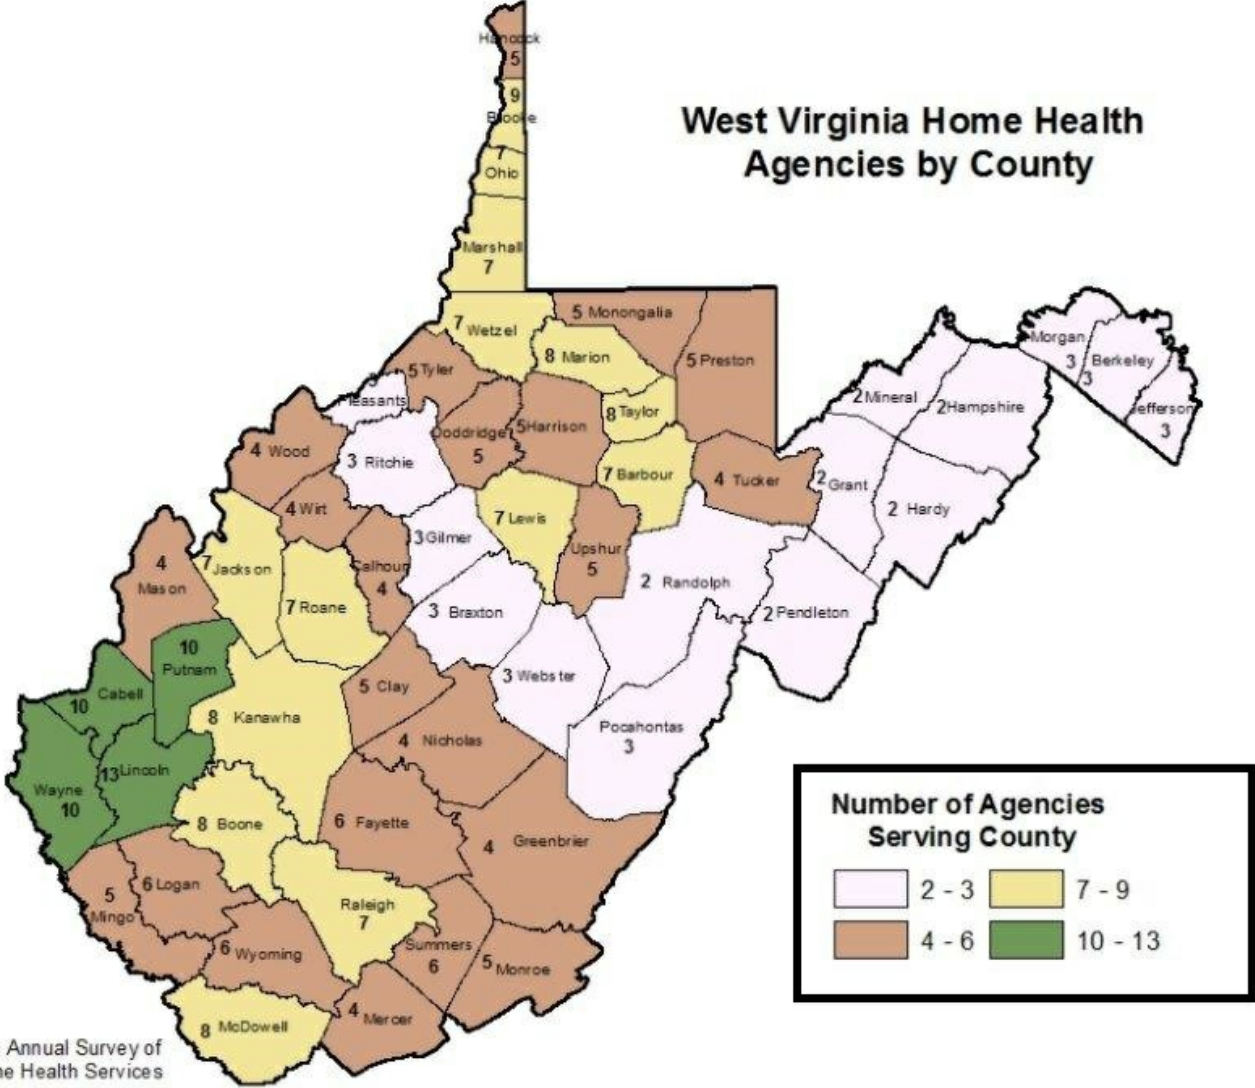 West Virginia Home Health
Agencies by County
Hancock
5
9
Brooke
7
Ohio
Marshall
7
7 Wetzel
5 Monongalia
8 Marion
5 Preston
5 Tyler
3
Pleasants
8 Taylor
Doddridge
5
5 Harrison
4 Wood
3 Ritchie
7 Barbour
4 Tucker
4 Wirt
7 Lewis
3 Gilmer
Upshur
5
Calhoun
4
4
Mason
7 Jackson
7 Roane
3 Braxton
2 Randolph
2 Pendleton
2 Mineral
2 Hampshire
2 Grant
2 Hardy
Morgan
3
Berkeley
3
Jefferson
3
10
Putnam
10 Cabell
8 Kanawha
5 Clay
3 Webster
Pocahontas
3
4 Nicholas
13 Lincoln
Wayne
10
8 Boone
6 Fayette
4 Greenbrier
5
Mingo
6 Logan
Raleigh
7
6 Wyoming
Summers
6
5 Monroe
4 Mercer
8 McDowell
Number of Agencies
Serving County
2 - 3
7 - 9
4 - 6
10 - 13
Annual Survey of
Health Services